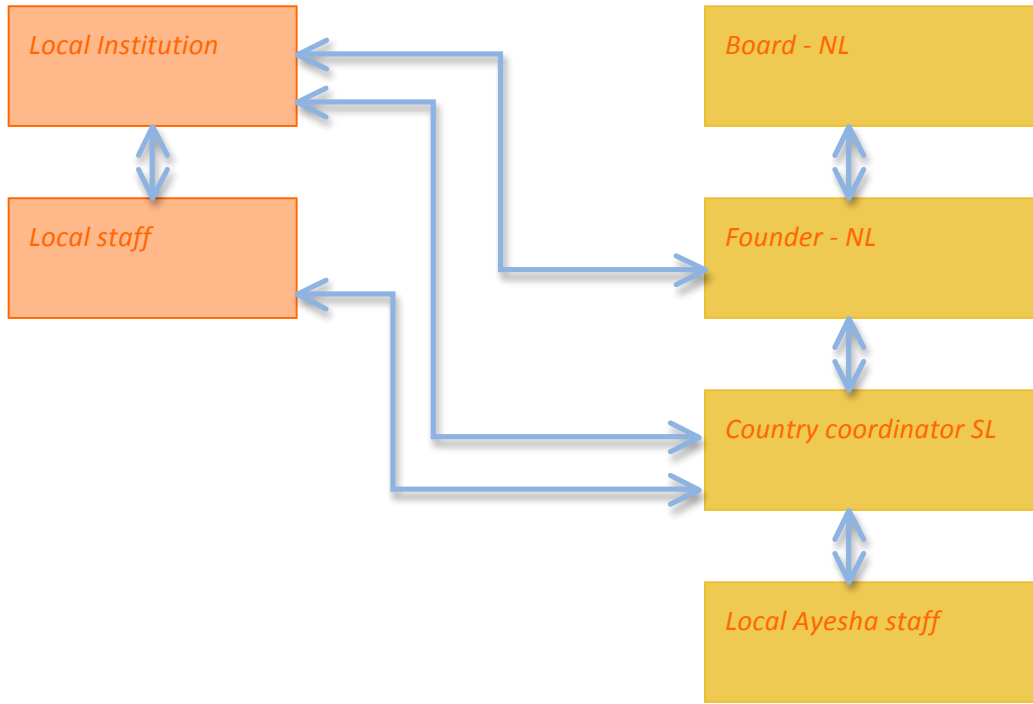 Local Institution
Board - NL
Local staff
Founder - NL
Country coordinator SL
Local Ayesha staff